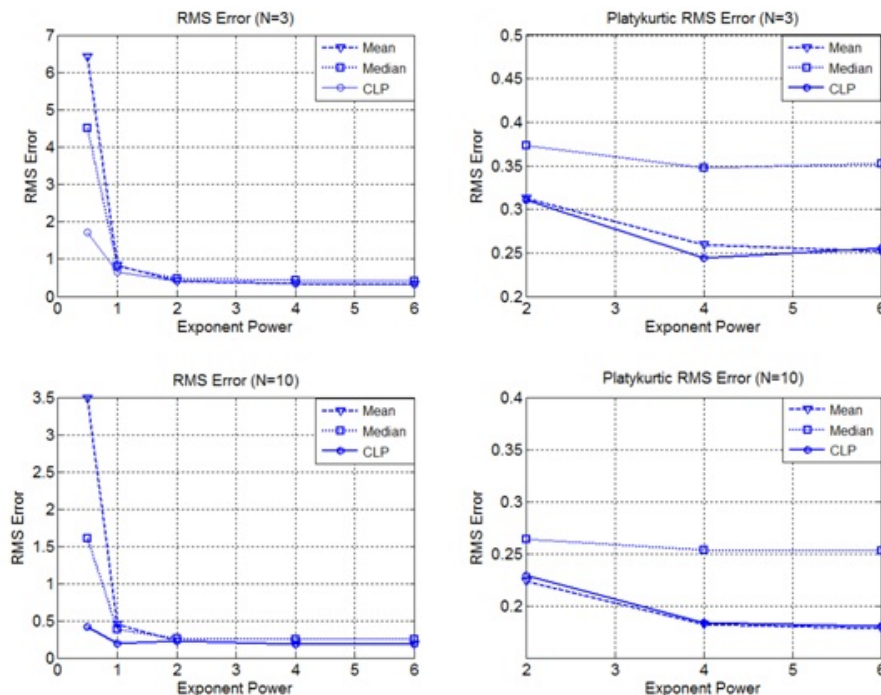 RMS Error (N=3)
7
6
5
4
3
2
1
0
RMS Error
0
1
2
3
4
5
6
Exponent Power
Mean
Median
CLP
Platykurtic RMS Error (N=3)
0.5
0.45
0.4
0.35
0.3
0.25
0.2
RMS Error
2
3
4
5
6
Exponent Power
Mean
Median
CLP
RMS Error (N=10)
3.5
3
2.5
2
1.5
1
0.5
0
RMS Error
0
1
2
3
4
5
6
Exponent Power
Mean
Median
CLP
Platykurtic RMS Error (N=10)
0.4
0.35
0.3
0.25
0.2
RMS Error
2
3
4
5
6
Exponent Power
Mean
Median
CLP